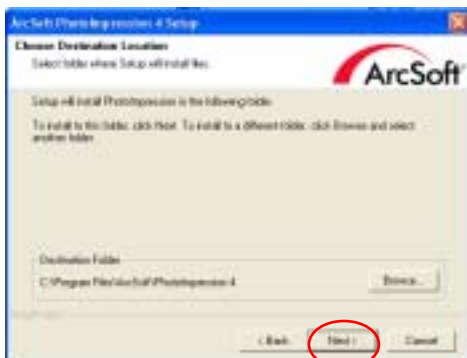 ArcSoft PhotoImpression 4 Setup
Choose Destination Location
Select folder where Setup will install files.
ArcSoft
Setup will install PhotoImpression in the following folder.
To install to this folder, click Next. To install to a different folder, click Browse and select
another folder.
Destination Folder
C:\Program Files\ArcSoft\PhotoImpression 4
Browse...
< Back
Next >
Cancel